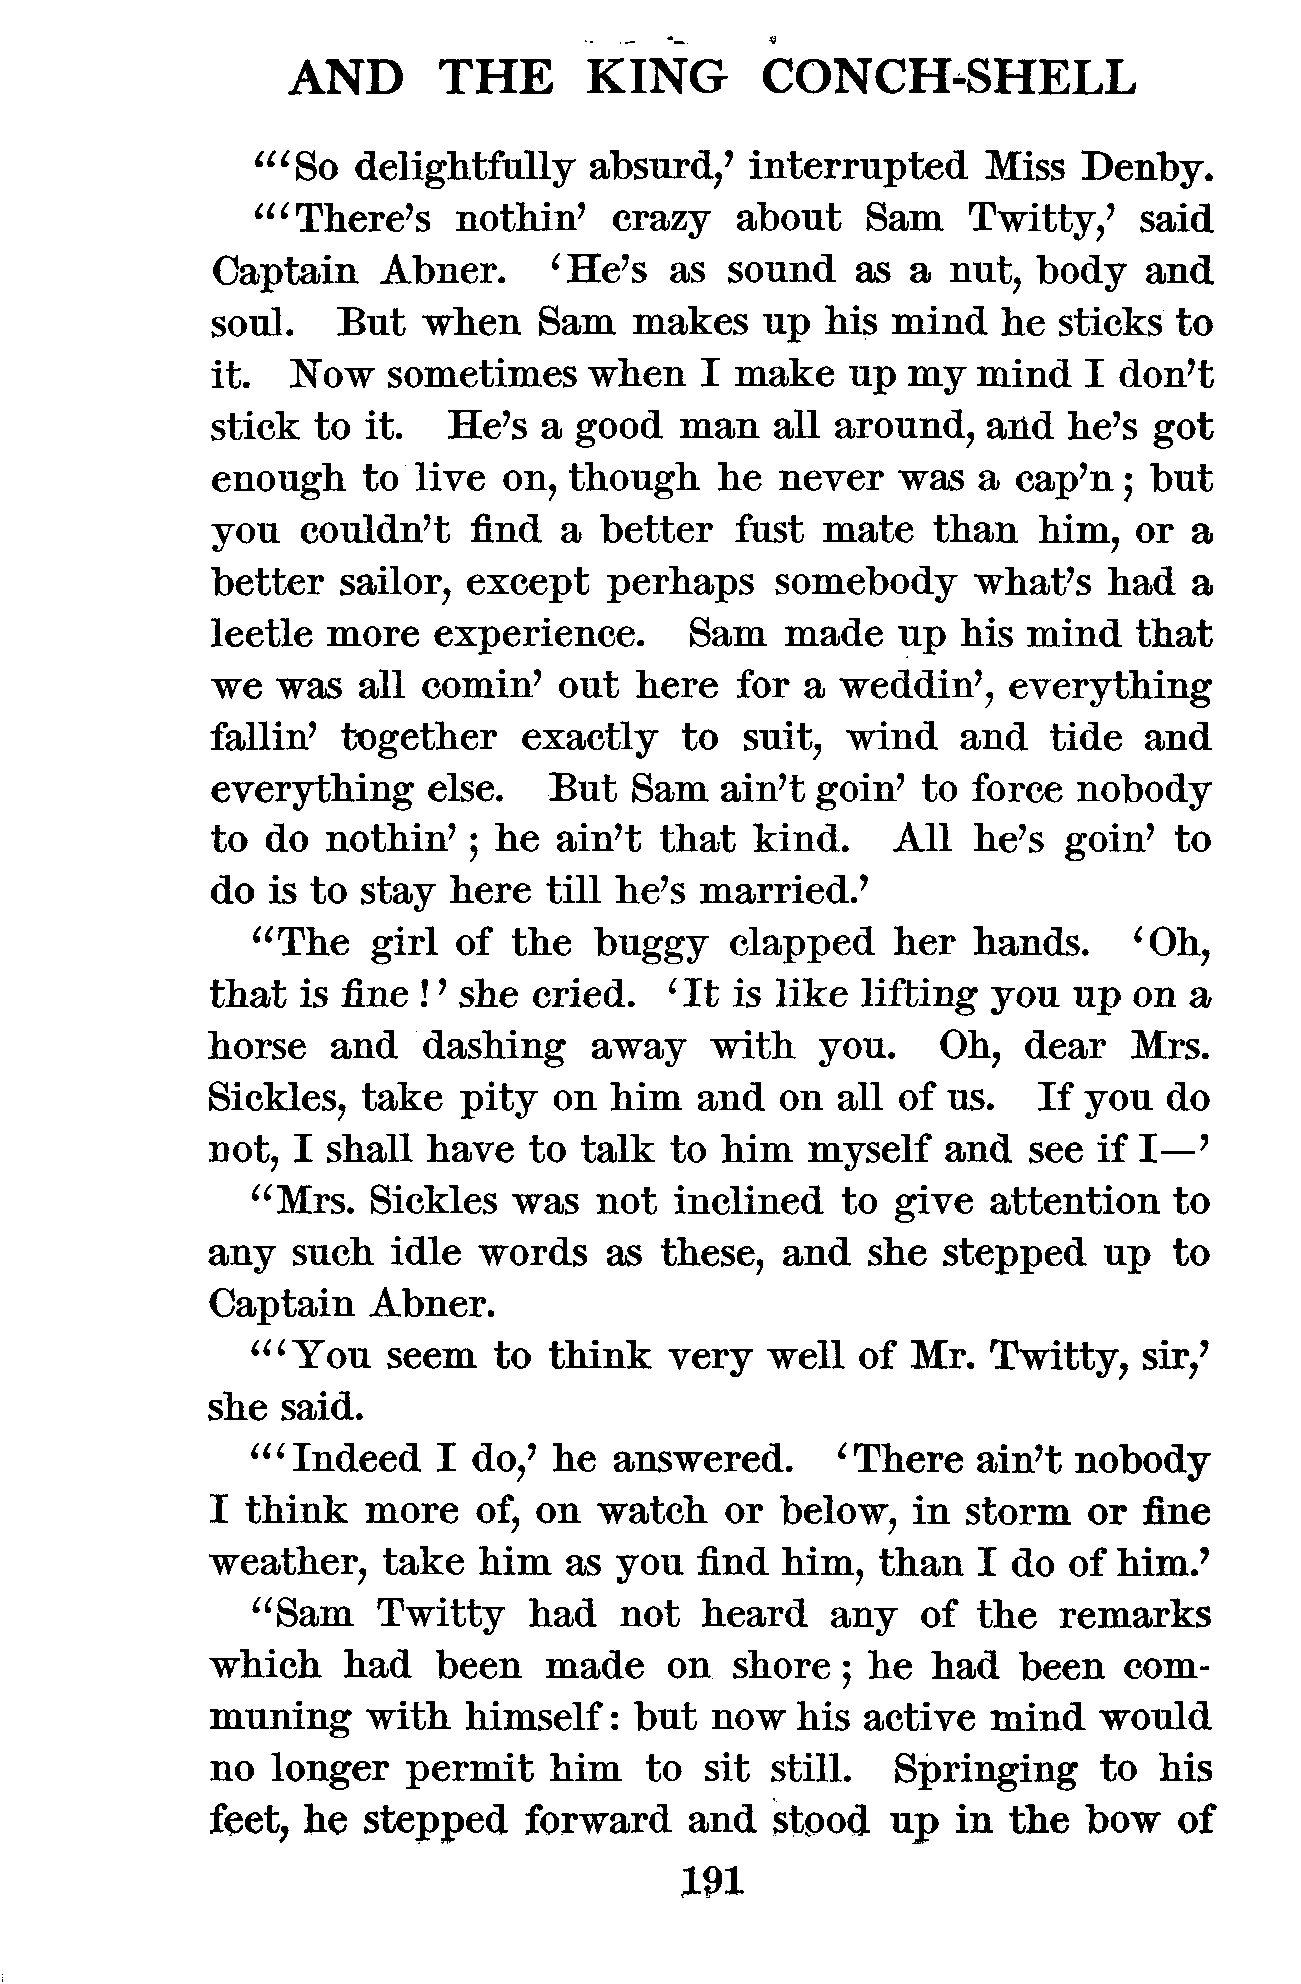 AND THE KING CONCH-SHELL
“‘So delightfully absurd,’ interrupted Miss Denby.
“‘There’s nothin’ crazy about Sam Twitty,’ said
Captain Abner. ‘He’s as sound as a nut, body and
soul. But when Sam makes up his mind he sticks to
it. Now sometimes when I make up my mind I don’t
stick to it. He’s a good man all around, and he’s got
enough to live on, though he never was a cap’n; but
you couldn’t find a better fust mate than him, or a
better sailor, except perhaps somebody what’s had a
leetle more experience. Sam made up his mind that
we was all comin’ out here for a weddin’, everything
fallin’ together exactly to suit, wind and tide and
everything else. But Sam ain’t goin’ to force nobody
to do nothin’; he ain’t that kind. All he’s goin’ to
do is to stay here till he’s married.’
“The girl of the buggy clapped her hands. ‘Oh,
that is fine!’ she cried. ‘It is like lifting you up on a
horse and dashing away with you. Oh, dear Mrs.
Sickles, take pity on him and on all of us. If you do
not, I shall have to talk to him myself and see if I—’
“Mrs. Sickles was not inclined to give attention to
any such idle words as these, and she stepped up to
Captain Abner.
“‘You seem to think very well of Mr. Twitty, sir,’
she said.
“‘Indeed I do,’ he answered. ‘There ain’t nobody
I think more of, on watch or below, in storm or fine
weather, take him as you find him, than I do of him.’
“Sam Twitty had not heard any of the remarks
which had been made on shore; he had been com-
muning with himself: but now his active mind would
no longer permit him to sit still. Springing to his
feet, he stepped forward and stood up in the bow of
191